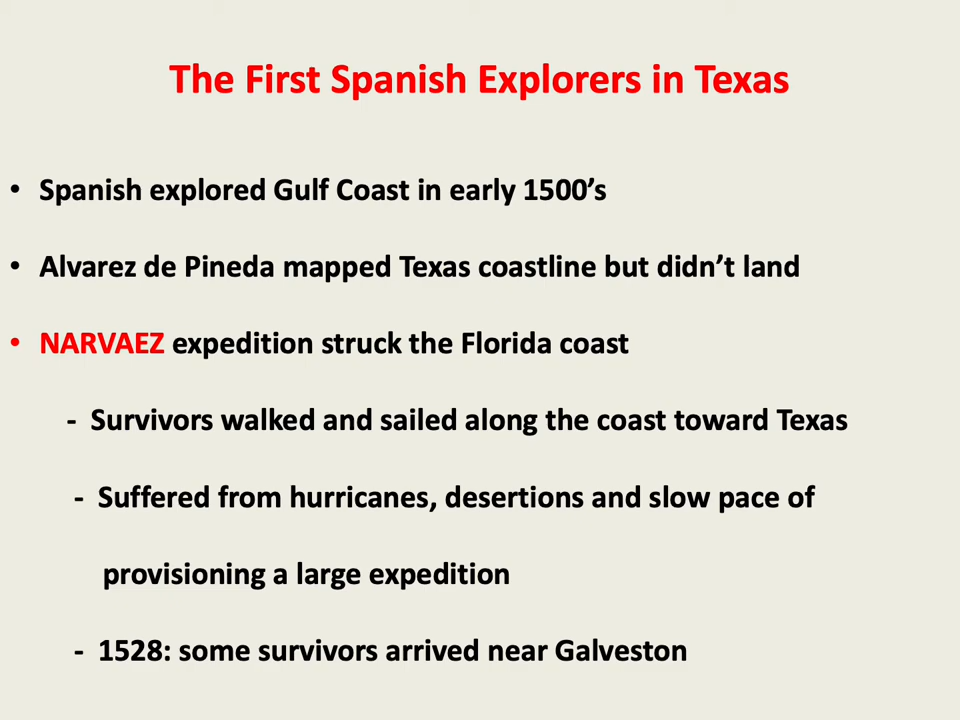 The First Spanish Explorers in Texas
• Spanish explored Gulf Coast in early 1500’s
• Alvarez de Pineda mapped Texas coastline but didn’t land
• NARVAEZ expedition struck the Florida coast
- Survivors walked and sailed along the coast toward Texas
- Suffered from hurricanes, desertions and slow pace of
provisioning a large expedition
- 1528: some survivors arrived near Galveston